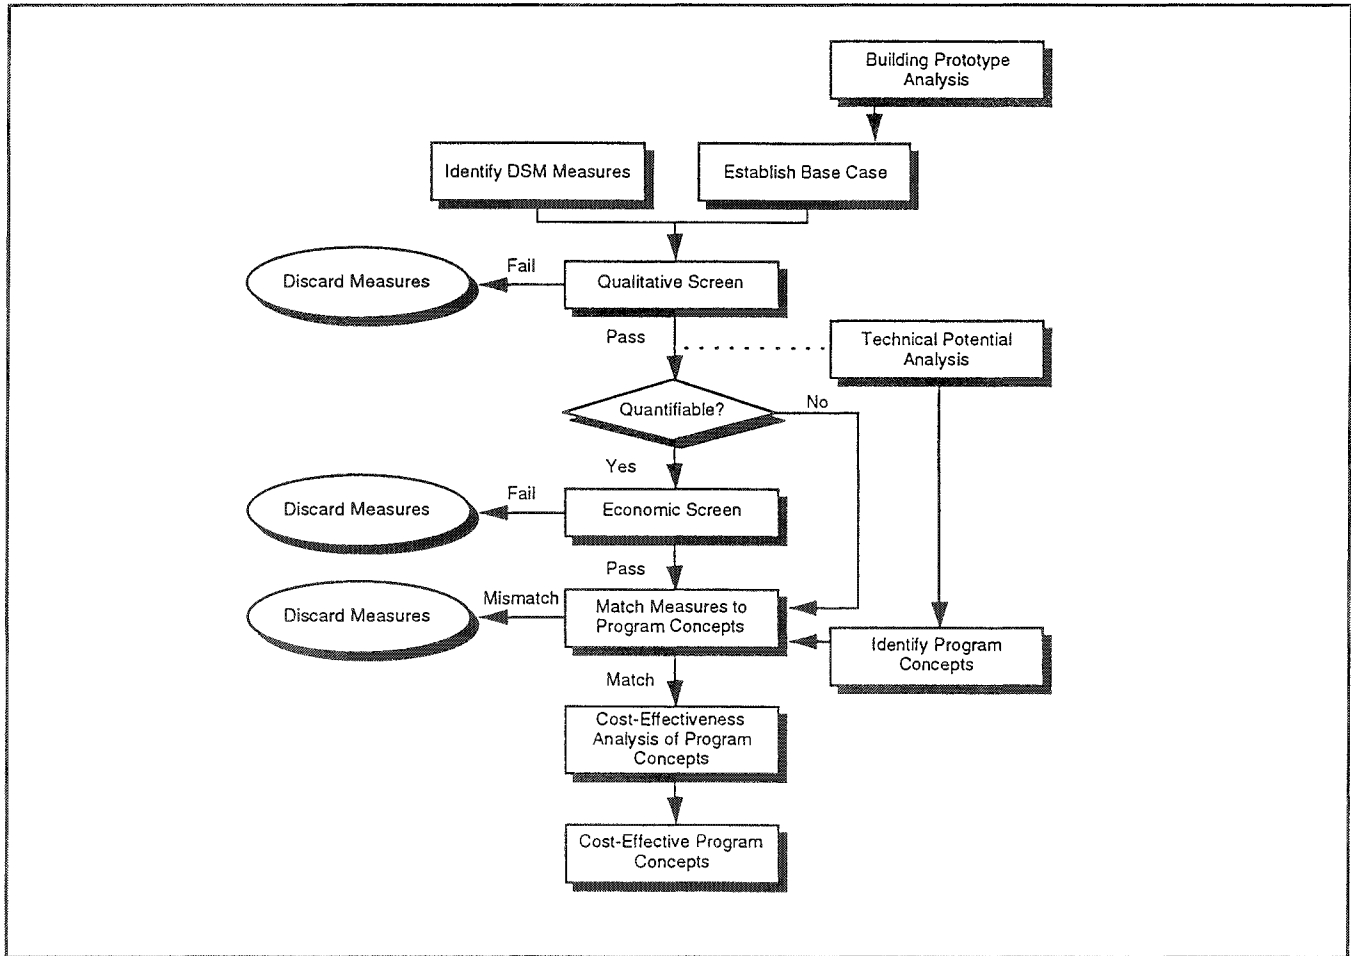 Building Prototype
Analysis
Identify DSM Measures
Establish Base Case
Discard Measures
Fail
Qualitative Screen
Pass
Technical Potential
Analysis
Quantifiable?
No
Yes
Discard Measures
Fail
Economic Screen
Pass
Discard Measures
Mismatch
Match Measures to
Program Concepts
Identify Program
Concepts
Match
Cost-Effectiveness
Analysis of Program
Concepts
Cost-Effective Program
Concepts